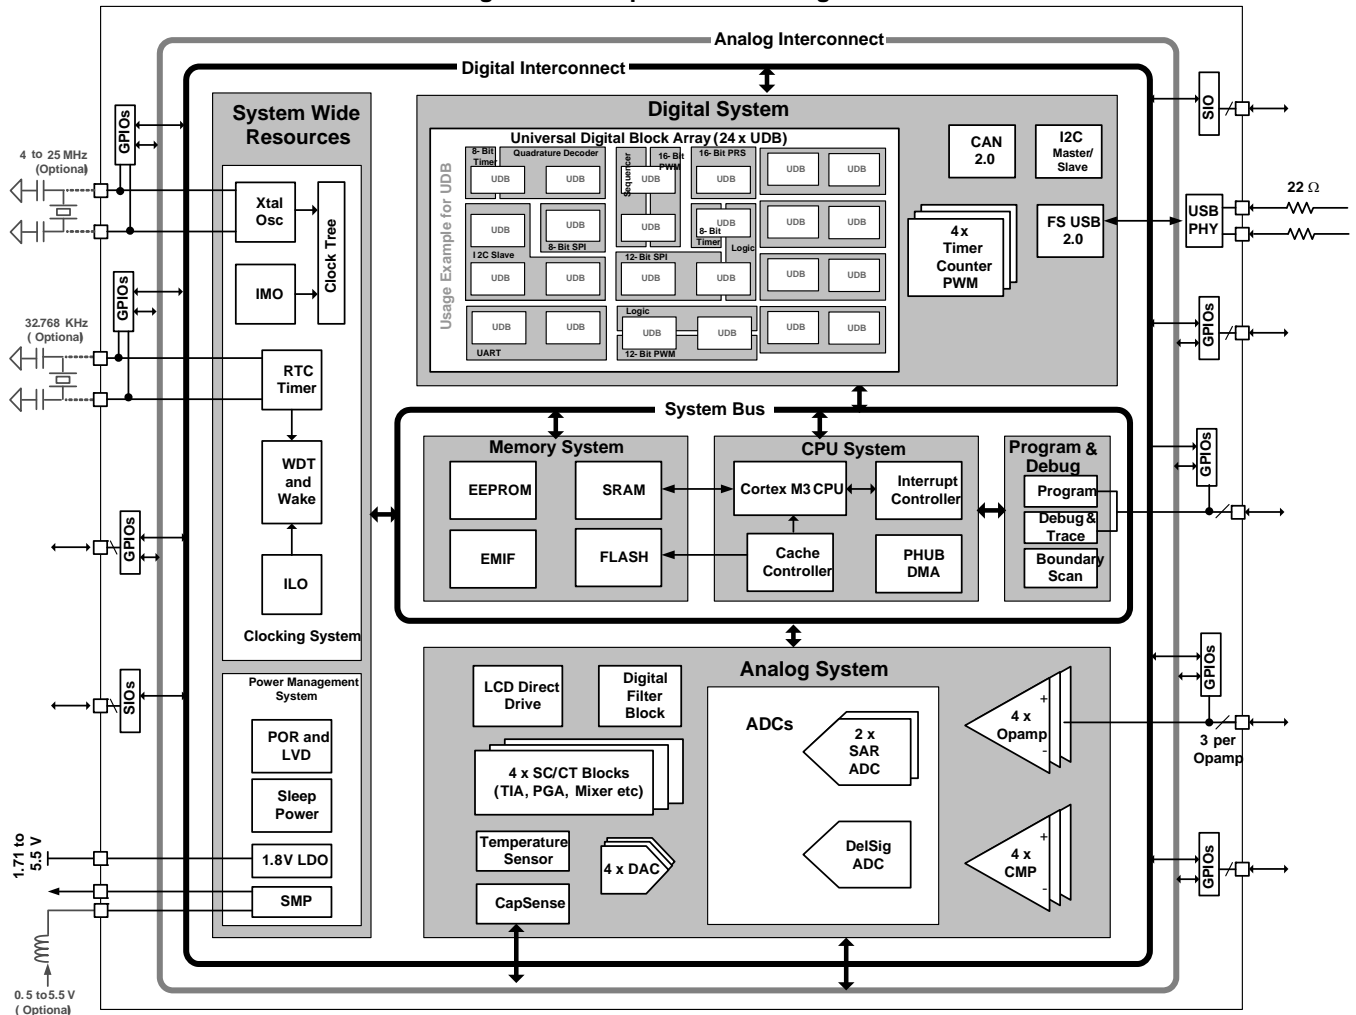 Analog Interconnect
Digital Interconnect
System Wide
Resources
Digital System
Universal Digital Block Array (24 x UDB)
Usage Example for UDB
8- Bit
Timer
Quadrature Decoder
Sequencer
16- Bit
PWM
16- Bit PRS
UDB
UDB
UDB
UDB
UDB
UDB
UDB
UDB
UDB
UDB
UDB
8- Bit
Timer
Logic
UDB
UDB
8- Bit SPI
I2C Slave
12- Bit SPI
UDB
UDB
UDB
UDB
UDB
UDB
Logic
UDB
UDB
UDB
UDB
UDB
UDB
UART
12- Bit PWM
CAN
2.0
I2C
Master/
Slave
4 x
Timer
Counter
PWM
FS USB
2.0
SIO
USB
PHY
22 Ω
GPIOs
GPIOs
GPIOs
3 per
Opamp
GPIOs
GPIOs
4 to 25 MHz
(Optional)
GPIOs
32.768 KHz
( Optional)
GPIOs
SIOs
1.71 to
5.5 V
0. 5 to 5.5 V
( Optional)
Xtal
Osc
Clock Tree
IMO
RTC
Timer
WDT
and
Wake
ILO
Clocking System
Power Management
System
POR and
LVD
Sleep
Power
1.8V LDO
SMP
System Bus
Memory System
EEPROM
SRAM
EMIF
FLASH
CPU System
Cortex M3 CPU
Interrupt
Controller
Cache
Controller
PHUB
DMA
Program &
Debug
Program
Debug &
Trace
Boundary
Scan
Analog System
LCD Direct
Drive
Digital
Filter
Block
4 x SC/CT Blocks
(TIA, PGA, Mixer etc)
Temperature
Sensor
4 x DAC
CapSense
ADCs
2 x
SAR
ADC
DelSig
ADC
+
4 x
Opamp
-
+
4 x
CMP
-